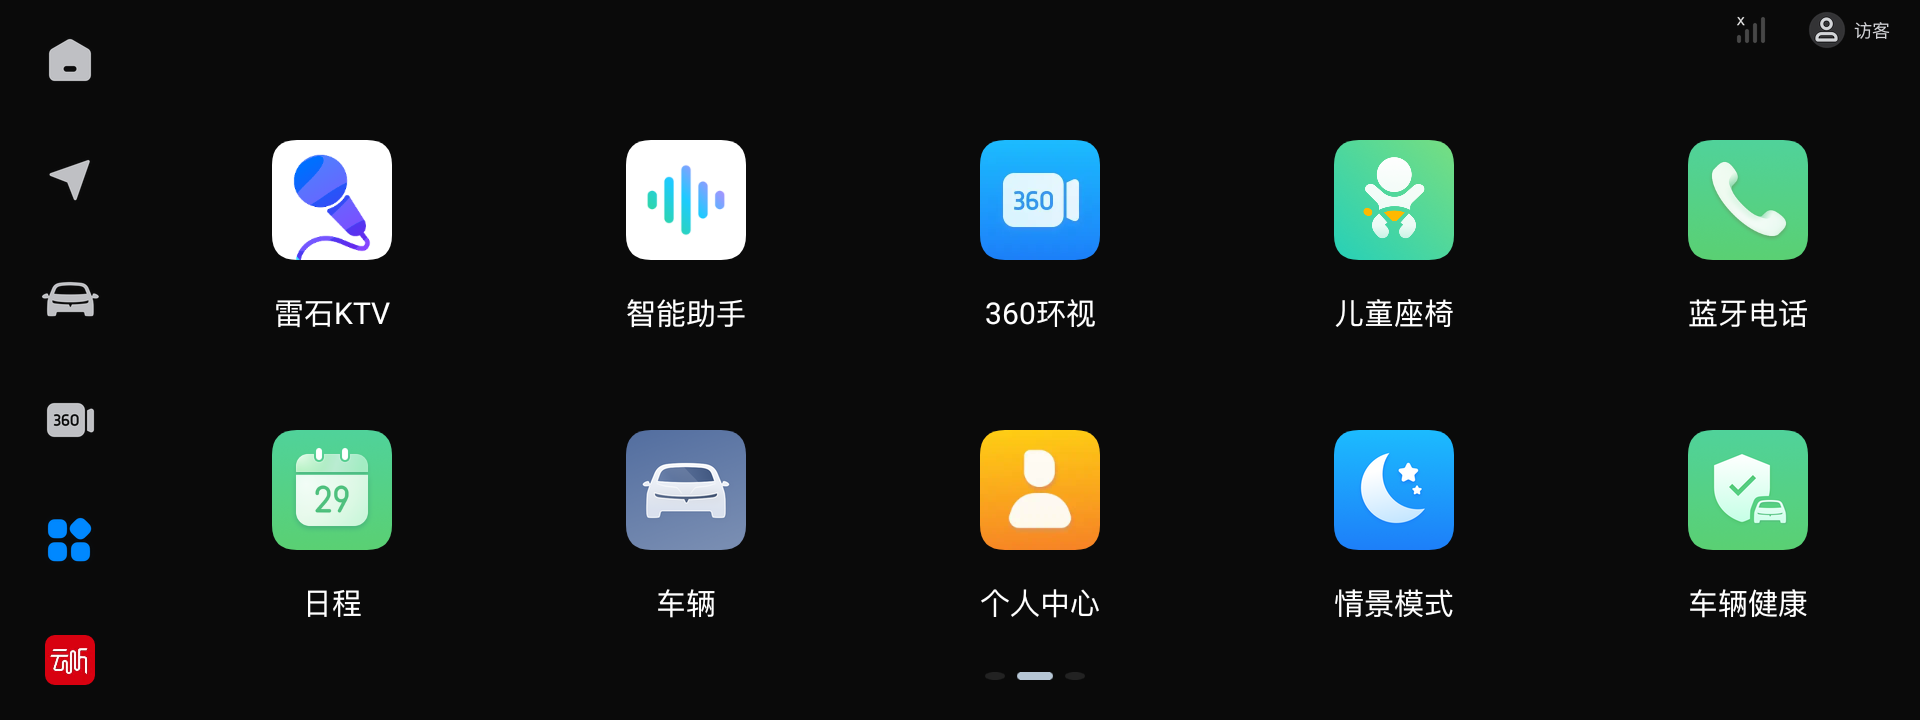 x
访客
360
雷石KTV
智能助手
360环视
儿童座椅
蓝牙电话
360
29
日程
车辆
个人中心
情景模式
车辆健康
云听